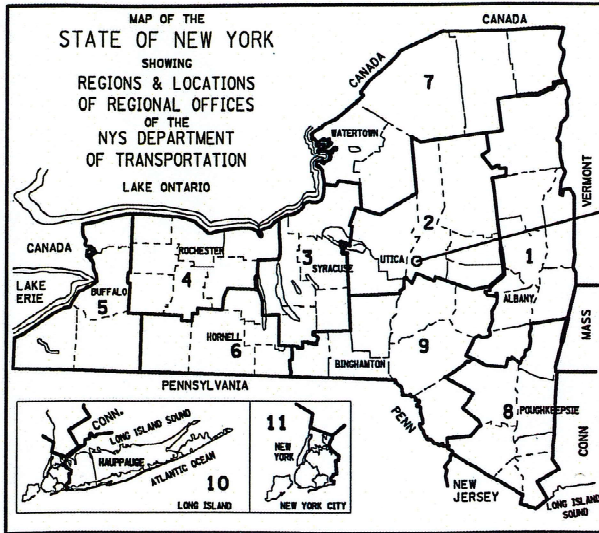 MAP OF THE
STATE OF NEW YORK
SHOWING
REGIONS & LOCATIONS
OF REGIONAL OFFICES
OF THE
NYS DEPARTMENT
OF TRANSPORTATION
LAKE ONTARIO
CANADA
CANADA
7
WATERTOWN
VERMONT
2
CANADA
ROCHESTER
3
SYRACUSE
UTICA
1
LAKE
ERIE
BUFFALO
5
4
ALBANY
MASS
HORNELL
6
9
BINGHAMTON
PENNSYLVANIA
8
POUGHKEEPSIE
PENN
CONN
NEW
JERSEY
LONG ISLAND
SOUND
CONN.
LONG ISLAND SOUND
HAUPPAUGE
ATLANTIC OCEAN
10
LONG ISLAND
11
NEW
YORK
NEW YORK CITY